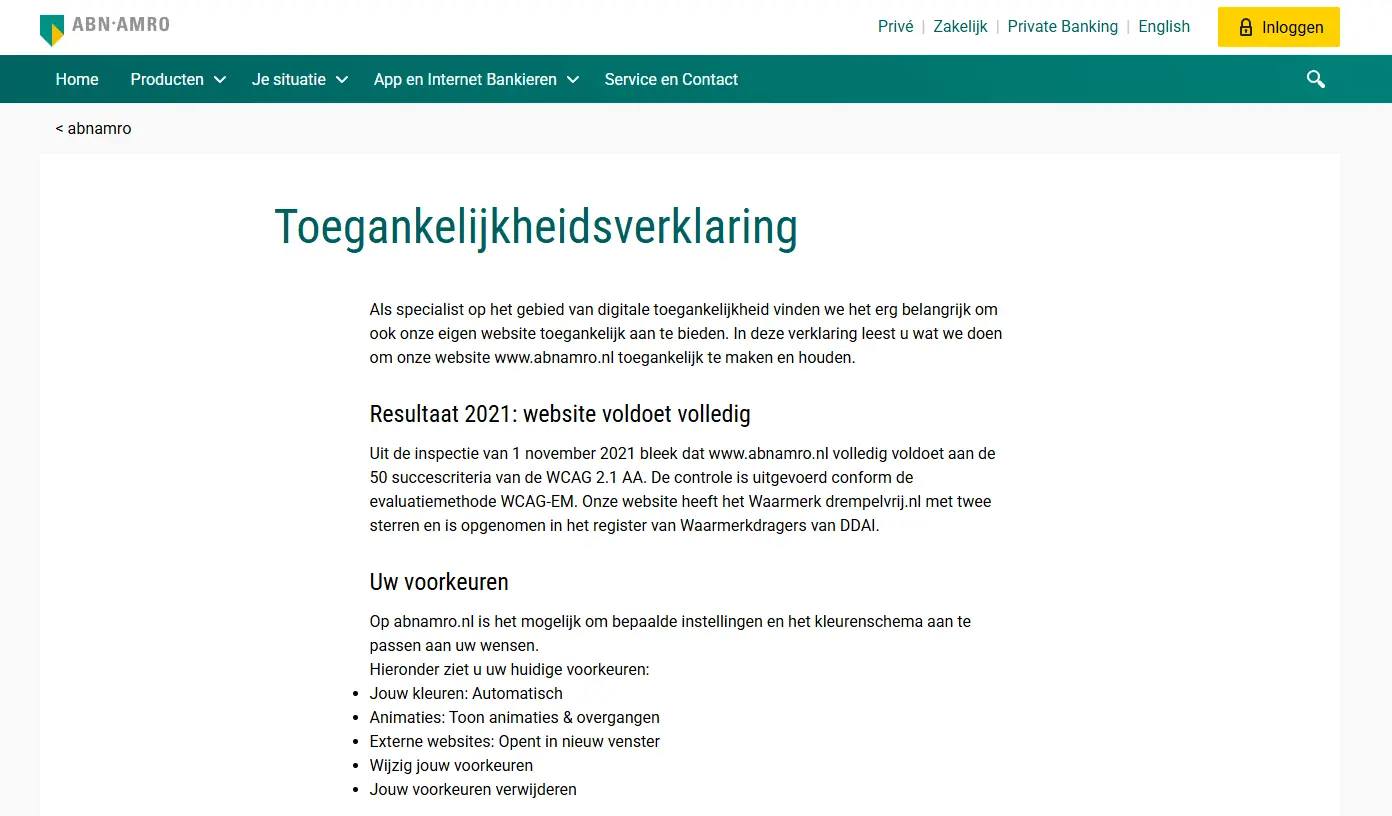 ABN·AMRO
Privé | Zakelijk | Private Banking | English
Inloggen
Home Producten Je situatie App en Internet Bankieren Service en Contact
< abnamro
Toegankelijkheidsverklaring
Als specialist op het gebied van digitale toegankelijkheid vinden we het erg belangrijk om
ook onze eigen website toegankelijk aan te bieden. In deze verklaring leest u wat we doen
om onze website www.abnamro.nl toegankelijk te maken en houden.
Resultaat 2021: website voldoet volledig
Uit de inspectie van 1 november 2021 bleek dat www.abnamro.nl volledig voldoet aan de
50 succescriteria van de WCAG 2.1 AA. De controle is uitgevoerd conform de
evaluatiemethode WCAG-EM. Onze website heeft het Waarmerk drempelvrij.nl met twee
sterren en is opgenomen in het register van Waarmerkdragers van DDAI.
Uw voorkeuren
Op abnamro.nl is het mogelijk om bepaalde instellingen en het kleurenschema aan te
passen aan uw wensen.
Hieronder ziet u uw huidige voorkeuren:
• Jouw kleuren: Automatisch
• Animaties: Toon animaties & overgangen
• Externe websites: Opent in nieuw venster
• Wijzig jouw voorkeuren
• Jouw voorkeuren verwijderen